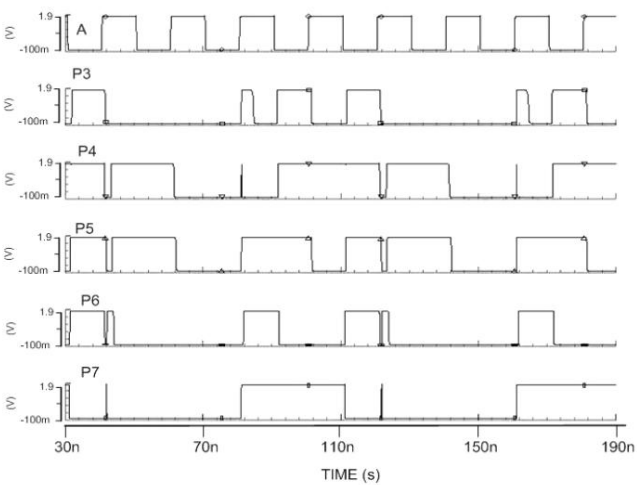 A
1.9
(V)
-100m
P3
1.9
(V)
-100m
P4
1.9
(V)
-100m
P5
1.9
(V)
-100m
P6
1.9
(V)
-100m
P7
1.9
(V)
-100m
30n 70n 110n 150n 190n
TIME (s)